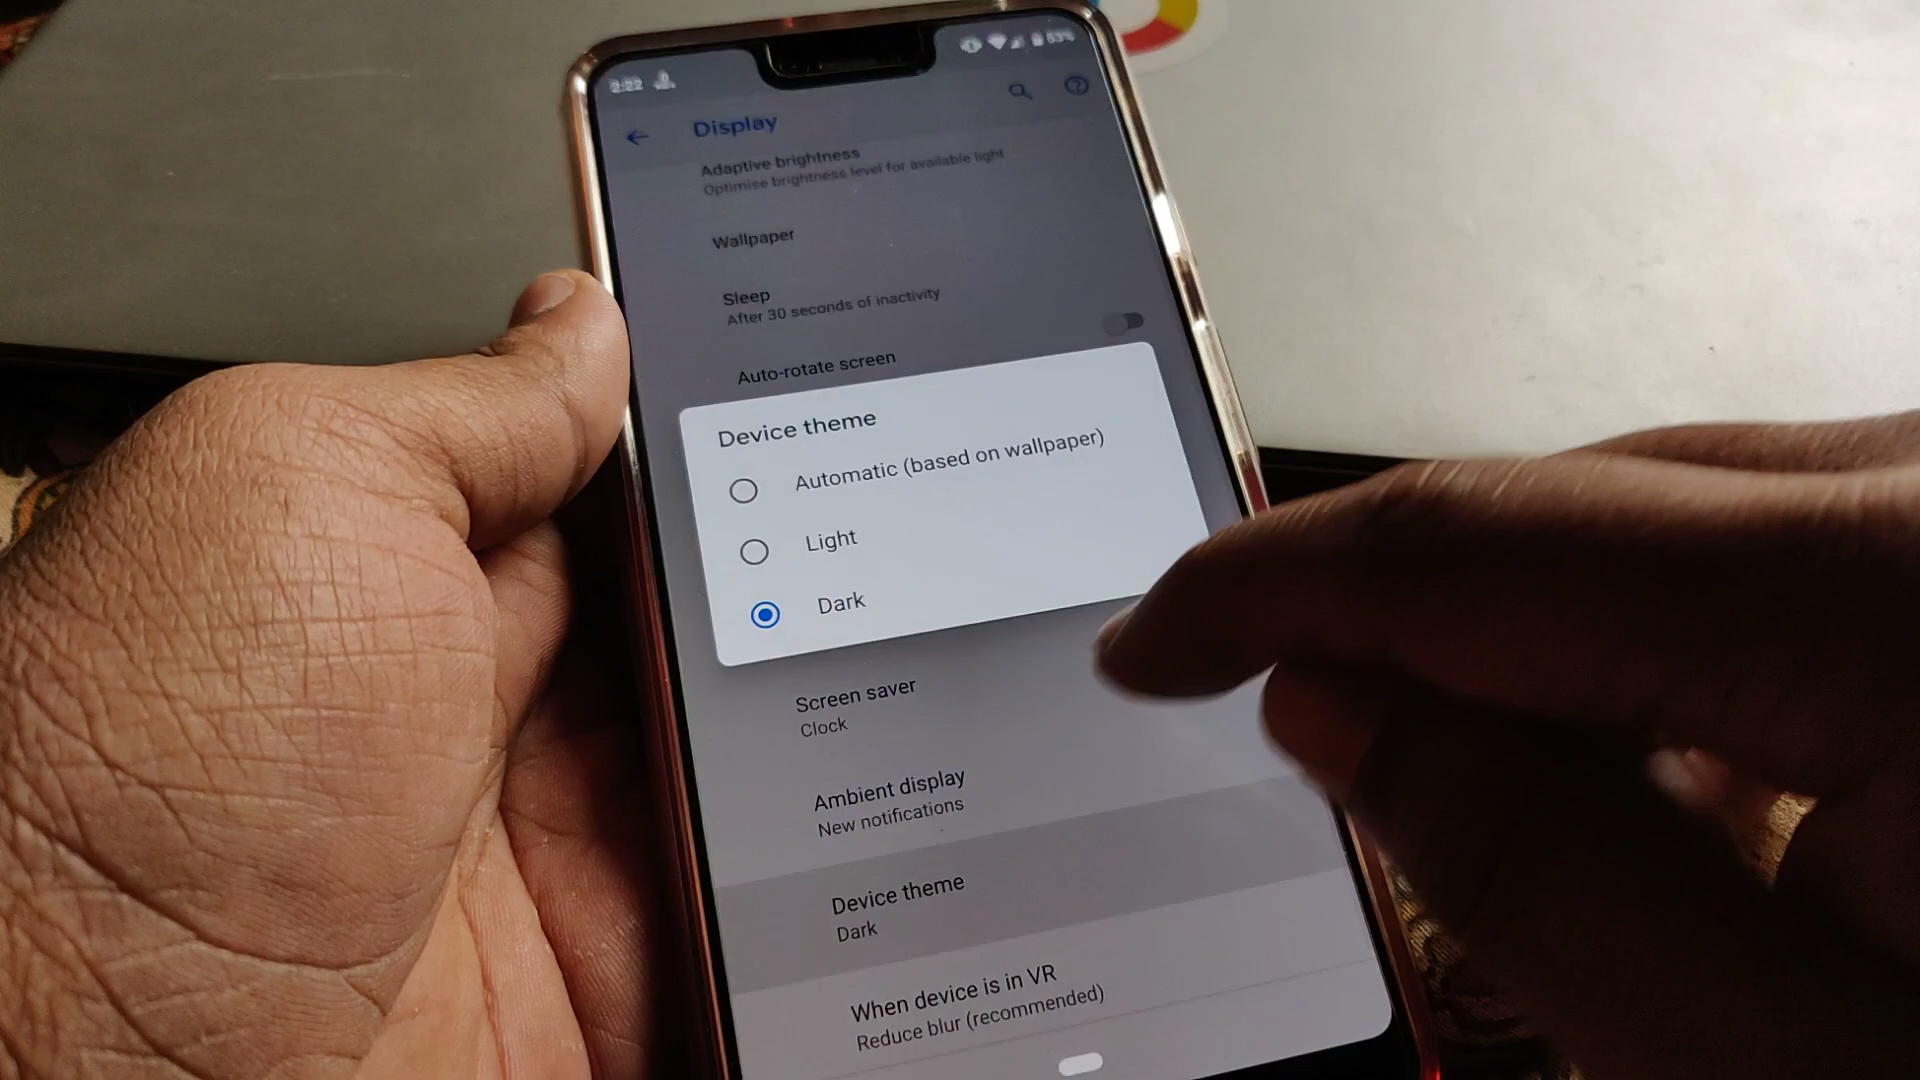 2:22
53%
Display
Adaptive brightness
Optimise brightness level for available light
Wallpaper
Sleep
After 30 seconds of inactivity
Auto-rotate screen
Device theme
Automatic (based on wallpaper)
Light
Dark
Screen saver
Clock
Ambient display
New notifications
Device theme
Dark
When device is in VR
Reduce blur (recommended)